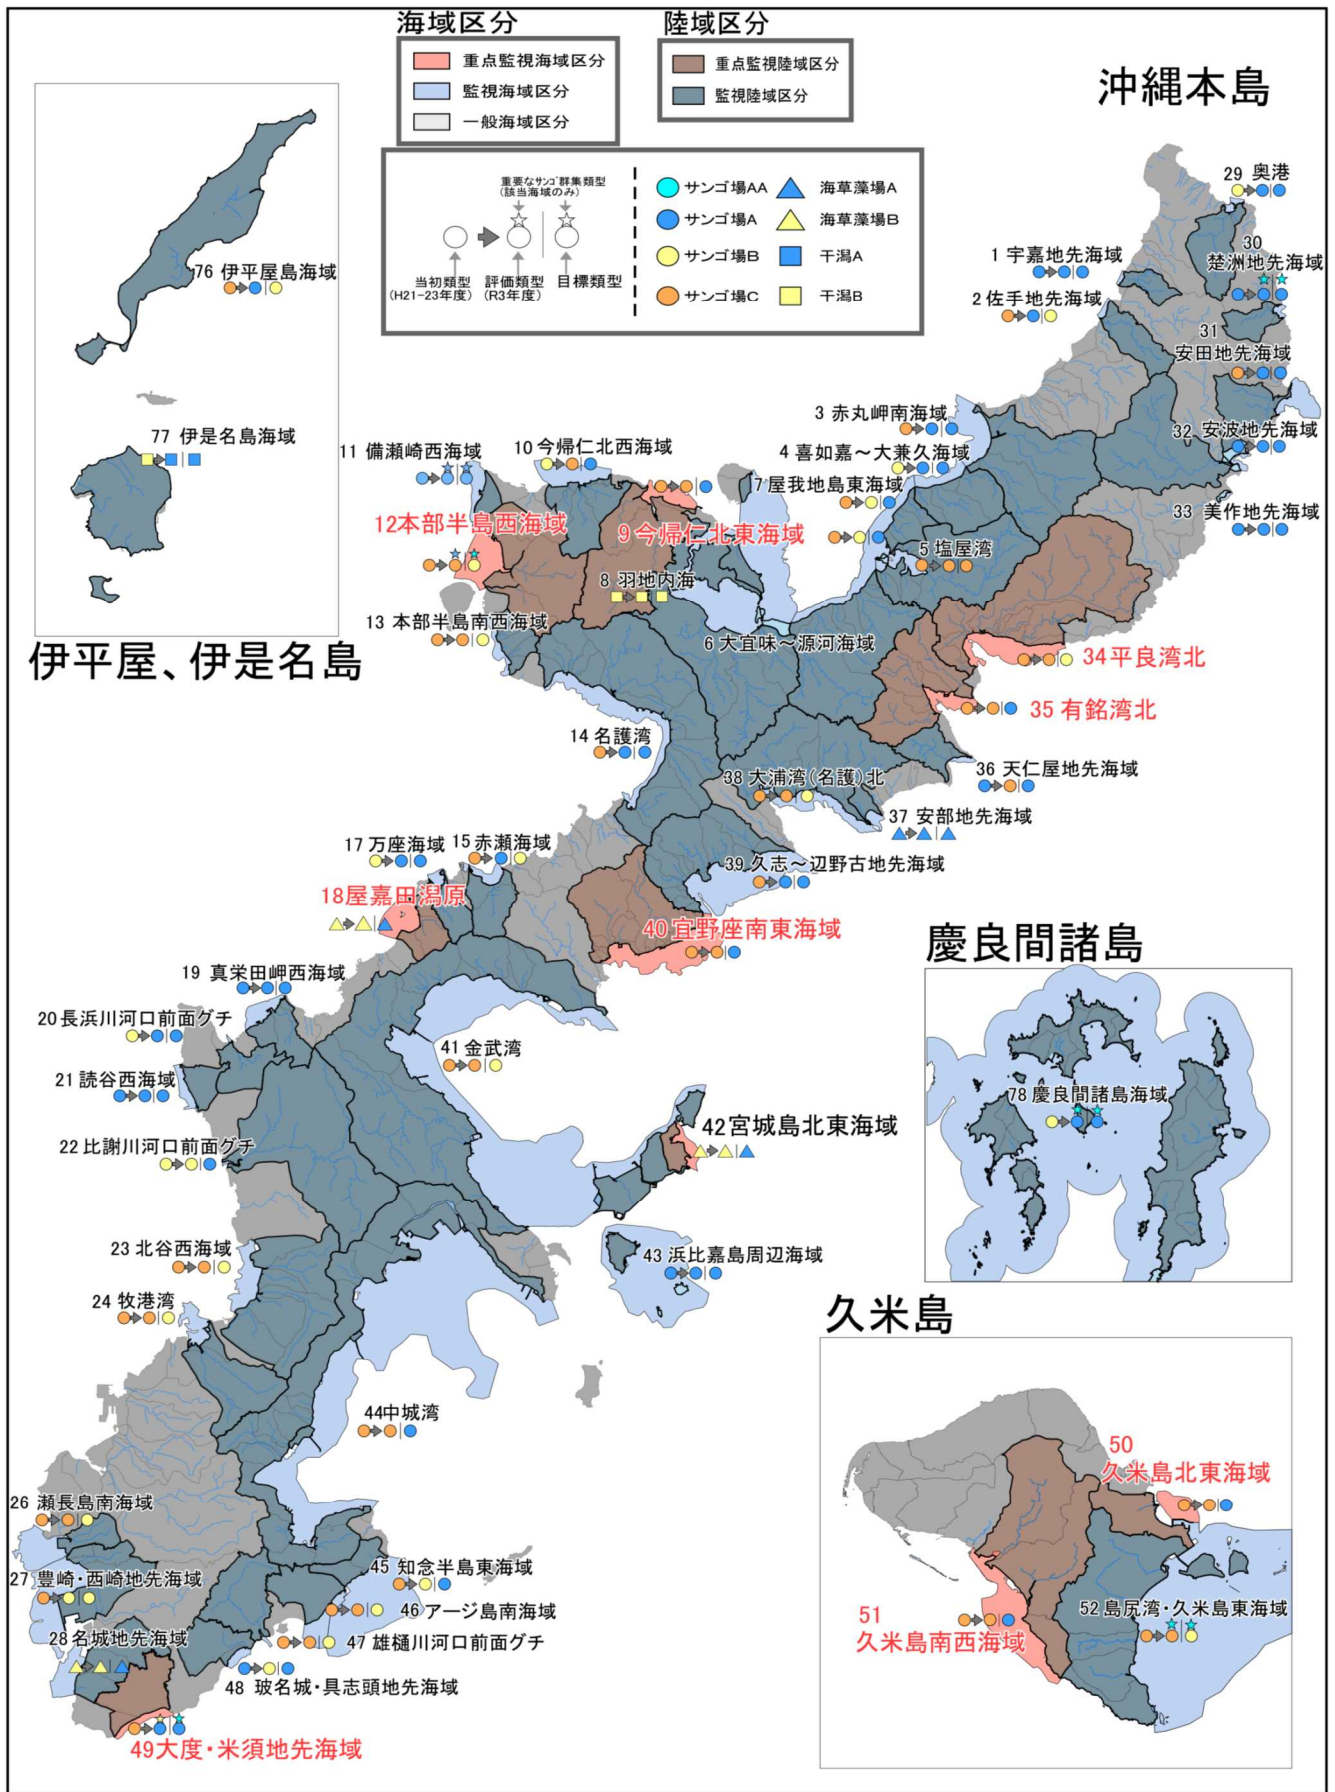 海域区分
重点監視海域区分
監視海域区分
一般海域区分
陸域区分
重点監視陸域区分
監視陸域区分
沖縄本島
重要なサンゴ群集類型
(該当海域のみ)
当初類型
(H21-23年度)
評価類型
(R3年度)
目標類型
サンゴ場AA
海草藻場A
サンゴ場A
海草藻場B
サンゴ場B
干潟A
サンゴ場C
干潟B
76 伊平屋島海域
77 伊是名島海域
伊平屋、伊是名島
29 奥港
30
楚洲地先海域
1 宇嘉地先海域
2 佐手地先海域
31
安田地先海域
3 赤丸岬南海域
32 安波地先海域
4 喜如嘉~大兼久海域
10 今帰仁北西海域
11 備瀬崎西海域
7 屋我地島東海域
33 美作地先海域
12本部半島西海域
9 今帰仁北東海域
5 塩屋湾
8 羽地内海
13 本部半島南西海域
6 大宜味~源河海域
34平良湾北
35 有銘湾北
14 名護湾
36 天仁屋地先海域
38 大浦湾(名護)北
37 安部地先海域
17 万座海域
15 赤瀬海域
39 久志~辺野古地先海域
18屋嘉田潟原
40 宜野座南東海域
19 真栄田岬西海域
20 長浜川河口前面グチ
41 金武湾
21 読谷西海域
42宮城島北東海域
22 比謝川河口前面グチ
23 北谷西海域
43 浜比嘉島周辺海域
24 牧港湾
44中城湾
26 瀬長島南海域
45 知念半島東海域
27 豊崎・西崎地先海域
46 アージ島南海域
28名城地先海域
47 雄樋川河口前面グチ
48 玻名城・具志頭地先海域
49大度・米須地先海域
慶良間諸島
78 慶良間諸島海域
久米島
50
久米島北東海域
51
久米島南西海域
52 島尻湾・久米島東海域